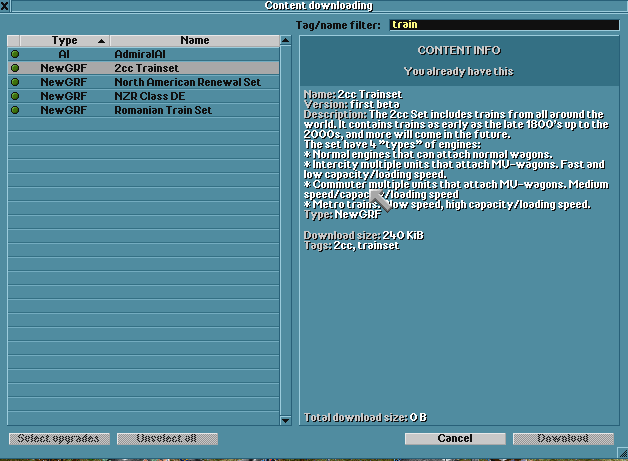 X Content downloading
Tag/name filter: train
Type Name
AI AdmiralAI
NewGRF 2cc Trainset
NewGRF North American Renewal Set
NewGRF NZR Class DE
NewGRF Romanian Train Set
CONTENT INFO
You already have this
Name: 2cc Trainset
Version: first beta
Description: The 2cc Set includes trains from all around the
world. It contains trains as early as the late 1800's up to the
2000s, and more will come in the future.
The set have 4 "types" of engines:
* Normal engines that can attach normal wagons.
* Intercity multiple units that attach MU-wagons. Fast and
low capacity/loading speed.
* Commuter multiple units that attach MU-wagons. Medium
speed/capacity/loading speed
* Metro trains. low speed, high capacity/loading speed.
Type: NewGRF
Download size: 240 KiB
Tags: 2cc, trainset
Total download size: 0 B
Select upgrades Unselect all Cancel Download